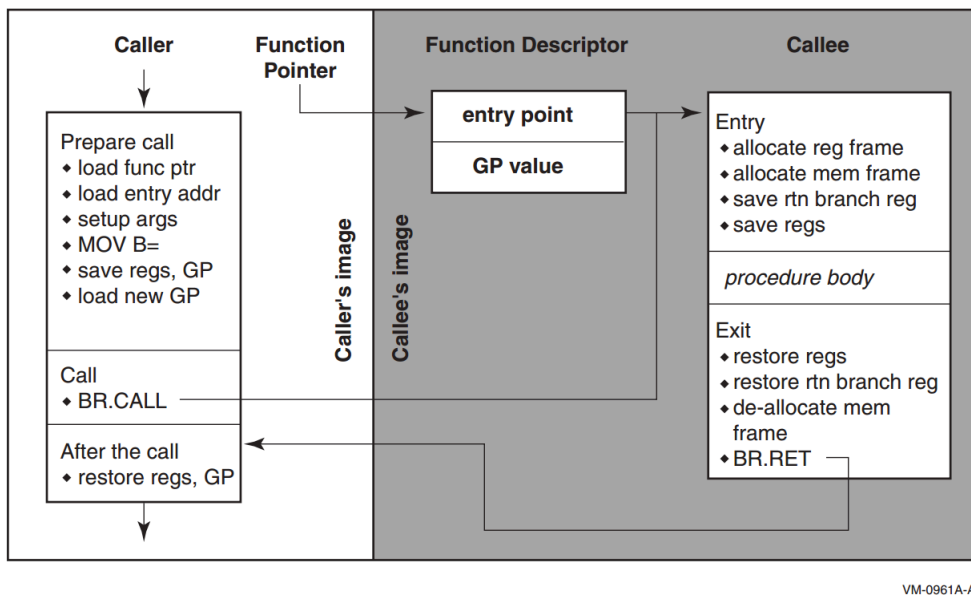 Caller
Function
Pointer
Function Descriptor
Callee
Prepare call
◆ load func ptr
◆ load entry addr
◆ setup args
◆ MOV B=
◆ save regs, GP
◆ load new GP
Call
◆ BR.CALL
After the call
◆ restore regs, GP
Caller's image
Callee's image
entry point
GP value
Entry
◆ allocate reg frame
◆ allocate mem frame
◆ save rtn branch reg
◆ save regs
procedure body
Exit
◆ restore regs
◆ restore rtn branch reg
◆ de-allocate mem
frame
◆ BR.RET